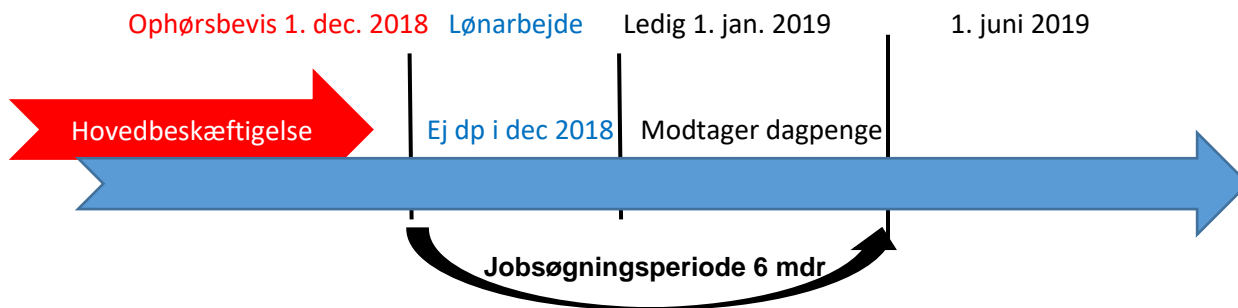 Ophørsbevis 1. dec. 2018 Lønarbejde Ledig 1. jan. 2019 1. juni 2019
Hovedbeskæftigelse Ej dp i dec 2018 Modtager dagpenge
Jobsøgningsperiode 6 mdr